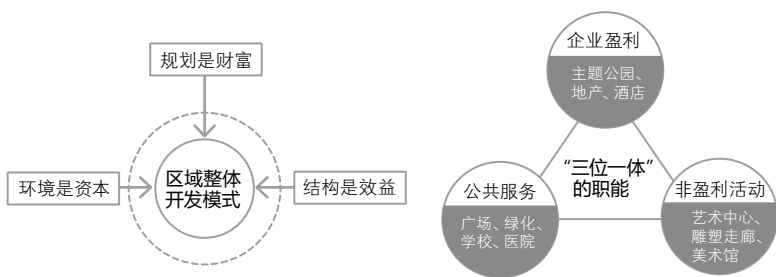 规划是财富
环境是资本
区域整体
开发模式
结构是效益
企业盈利
主题公园、
地产、酒店
“三位一体”
的职能
公共服务
广场、绿化、
学校、医院
非盈利活动
艺术中心、
雕塑走廊、
美术馆